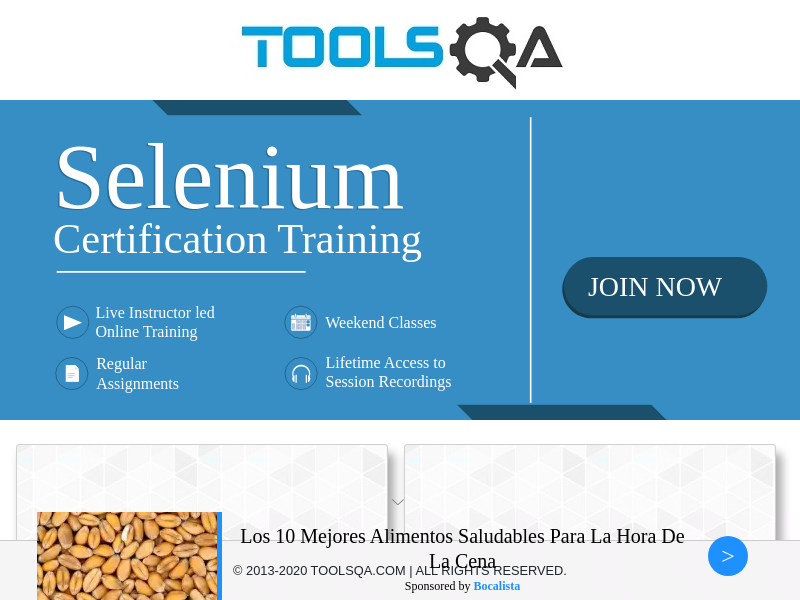 TOOLSQA
Selenium
Certification Training
JOIN NOW
Live Instructor led
Online Training
Weekend Classes
Regular
Assignments
Lifetime Access to
Session Recordings
Los 10 Mejores Alimentos Saludables Para La Hora De
La Cena
© 2013-2020 TOOLSQA.COM | ALL RIGHTS RESERVED.
Sponsored by Bocalista
>